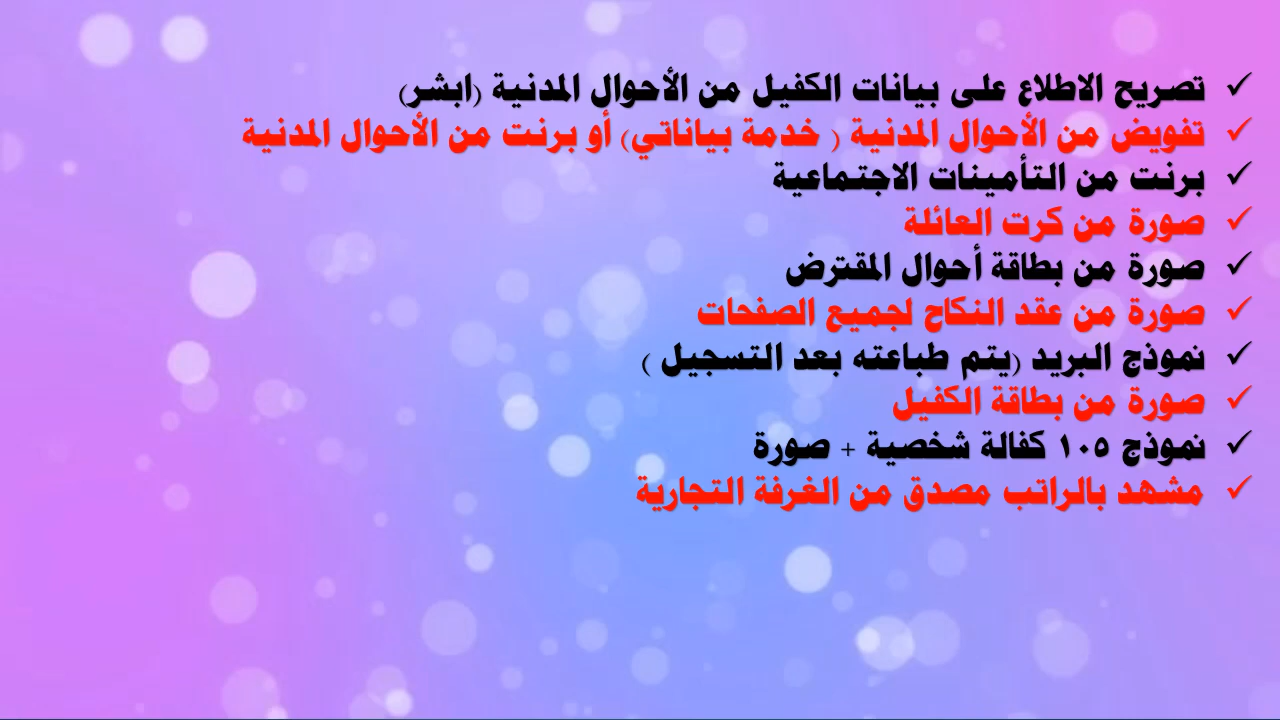 ✓ تصريح الاطلاع على بيانات الكفيل من الأحوال المدنية (ابشر)
✓ تفويض من الأحوال المدنية ( خدمة بياناتي) أو برنت من الأحوال المدنية
✓ برنت من التأمينات الاجتماعية
✓ صورة من كرت العائلة
✓ صورة من بطاقة أحوال المقترض
✓ صورة من عقد النكاح لجميع الصفحات
✓ نموذج البريد (يتم طباعته بعد التسجيل )
✓ صورة من بطاقة الكفيل
✓ نموذج ١٠٥ كفالة شخصية + صورة
✓ مشهد بالراتب مصدق من الغرفة التجارية